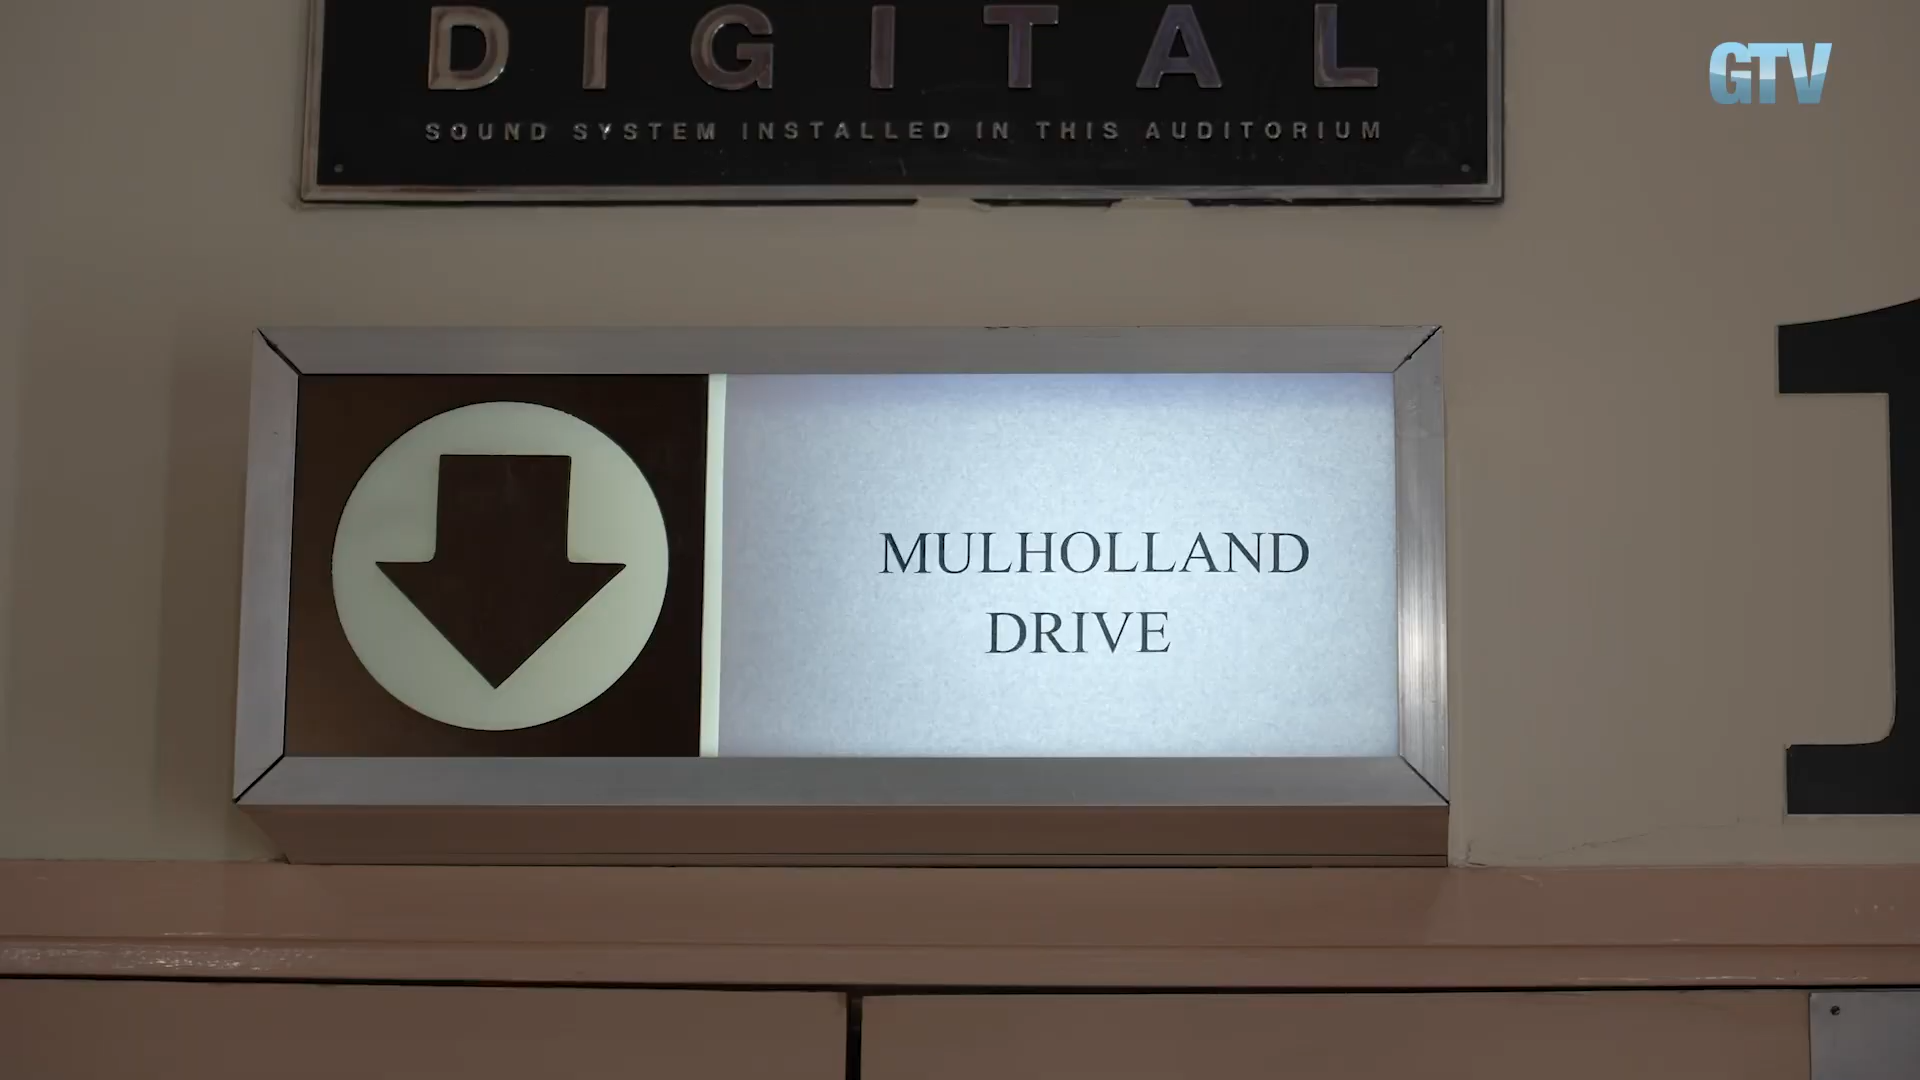 DIGITAL
GTV
SOUND SYSTEM INSTALLED IN THIS AUDITORIUM
MULHOLLAND
DRIVE
1